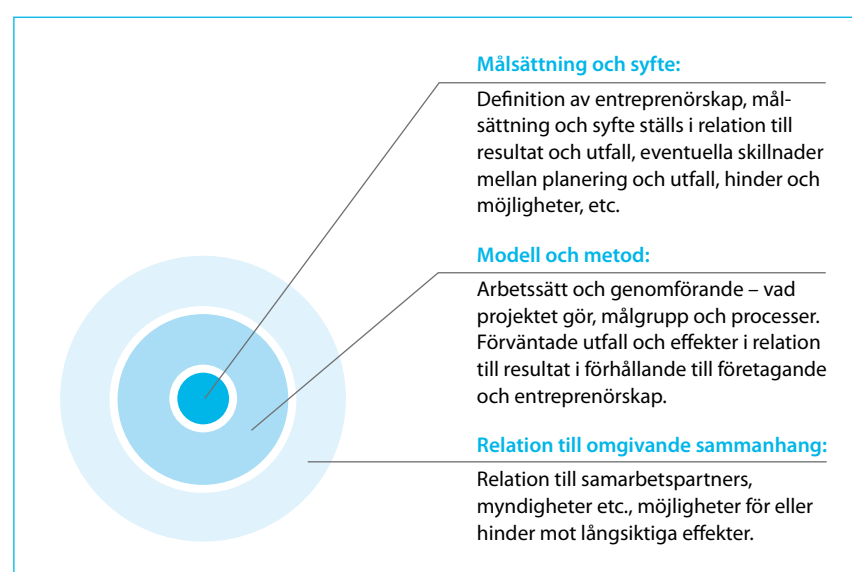 Målsättning och syfte:
Definition av entreprenörskap, mål-
sättning och syfte ställs i relation till
resultat och utfall, eventuella skillnader
mellan planering och utfall, hinder och
möjligheter, etc.
Modell och metod:
Arbetssätt och genomförande – vad
projektet gör, målgrupp och processer.
Förväntade utfall och effekter i relation
till resultat i förhållande till företagande
och entreprenörskap.
Relation till omgivande sammanhang:
Relation till samarbetspartners,
myndigheter etc., möjligheter för eller
hinder mot långsiktiga effekter.